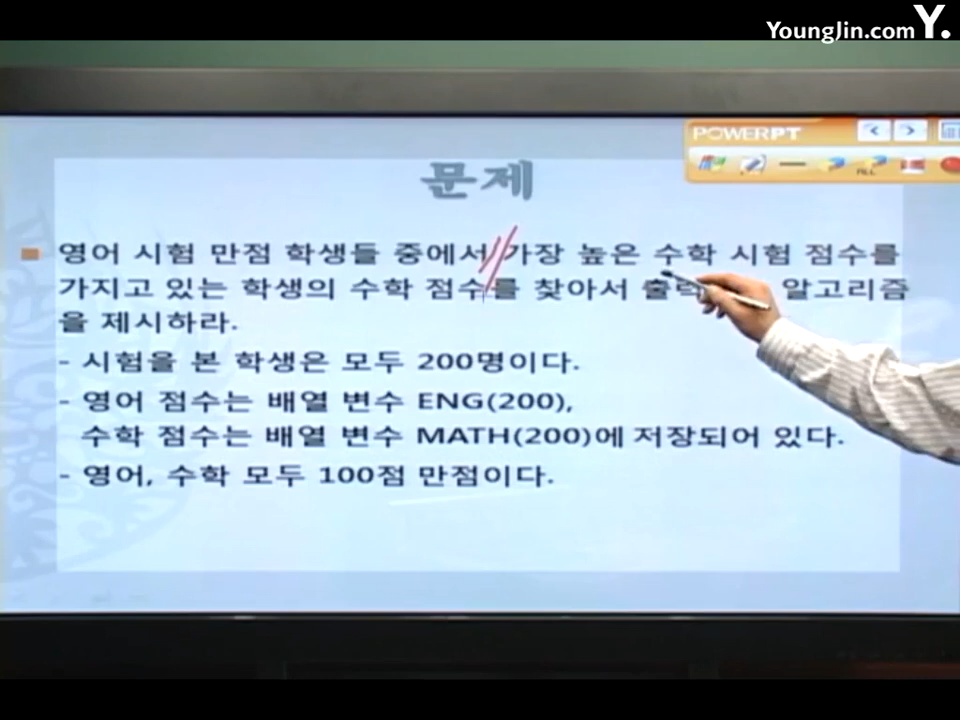 YoungJin.com Y.
POWERPT
문제
영어 시험 만점 학생들 중에서 가장 높은 수학 시험 점수를
가지고 있는 학생의 수학 점수를 찾아서 출력 알고리즘
을 제시하라.
- 시험을 본 학생은 모두 200명이다.
- 영어 점수는 배열 변수 ENG(200),
수학 점수는 배열 변수 MATH(200)에 저장되어 있다.
- 영어, 수학 모두 100점 만점이다.